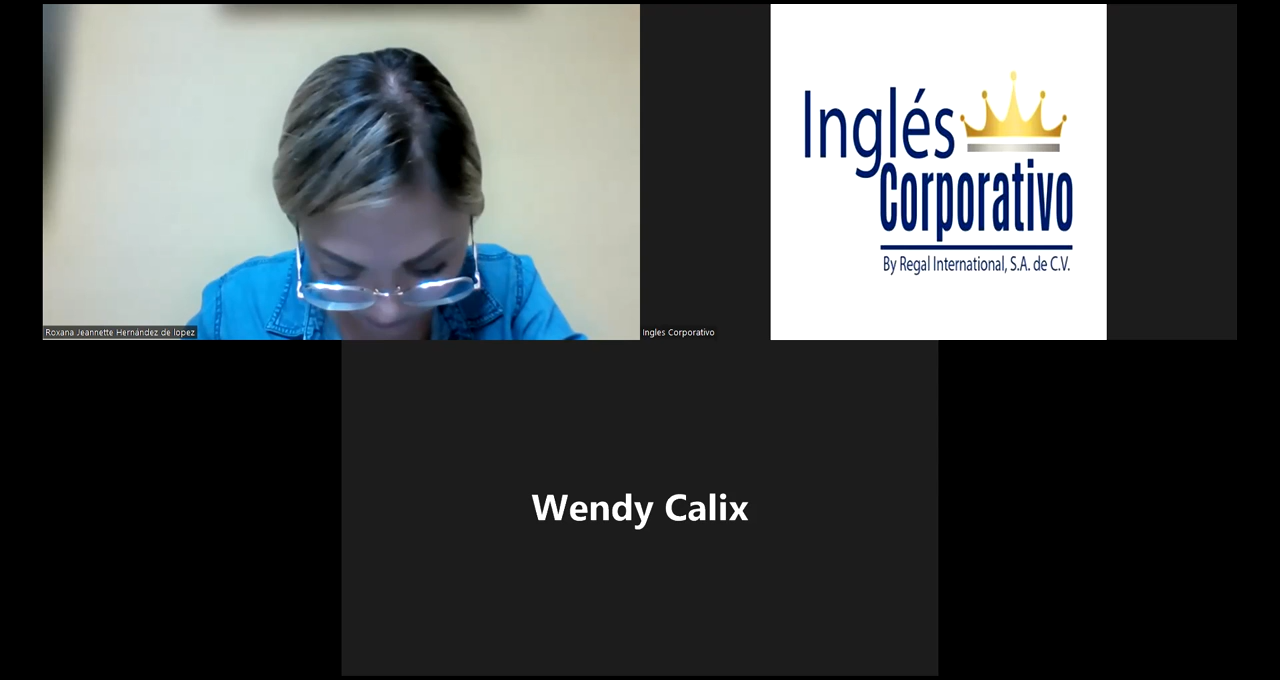 Roxana Jeannette Hernández de lopez
Inglés
Corporativo
By Regal International, S.A. de C.V.
Ingles Corporativo
Wendy Calix